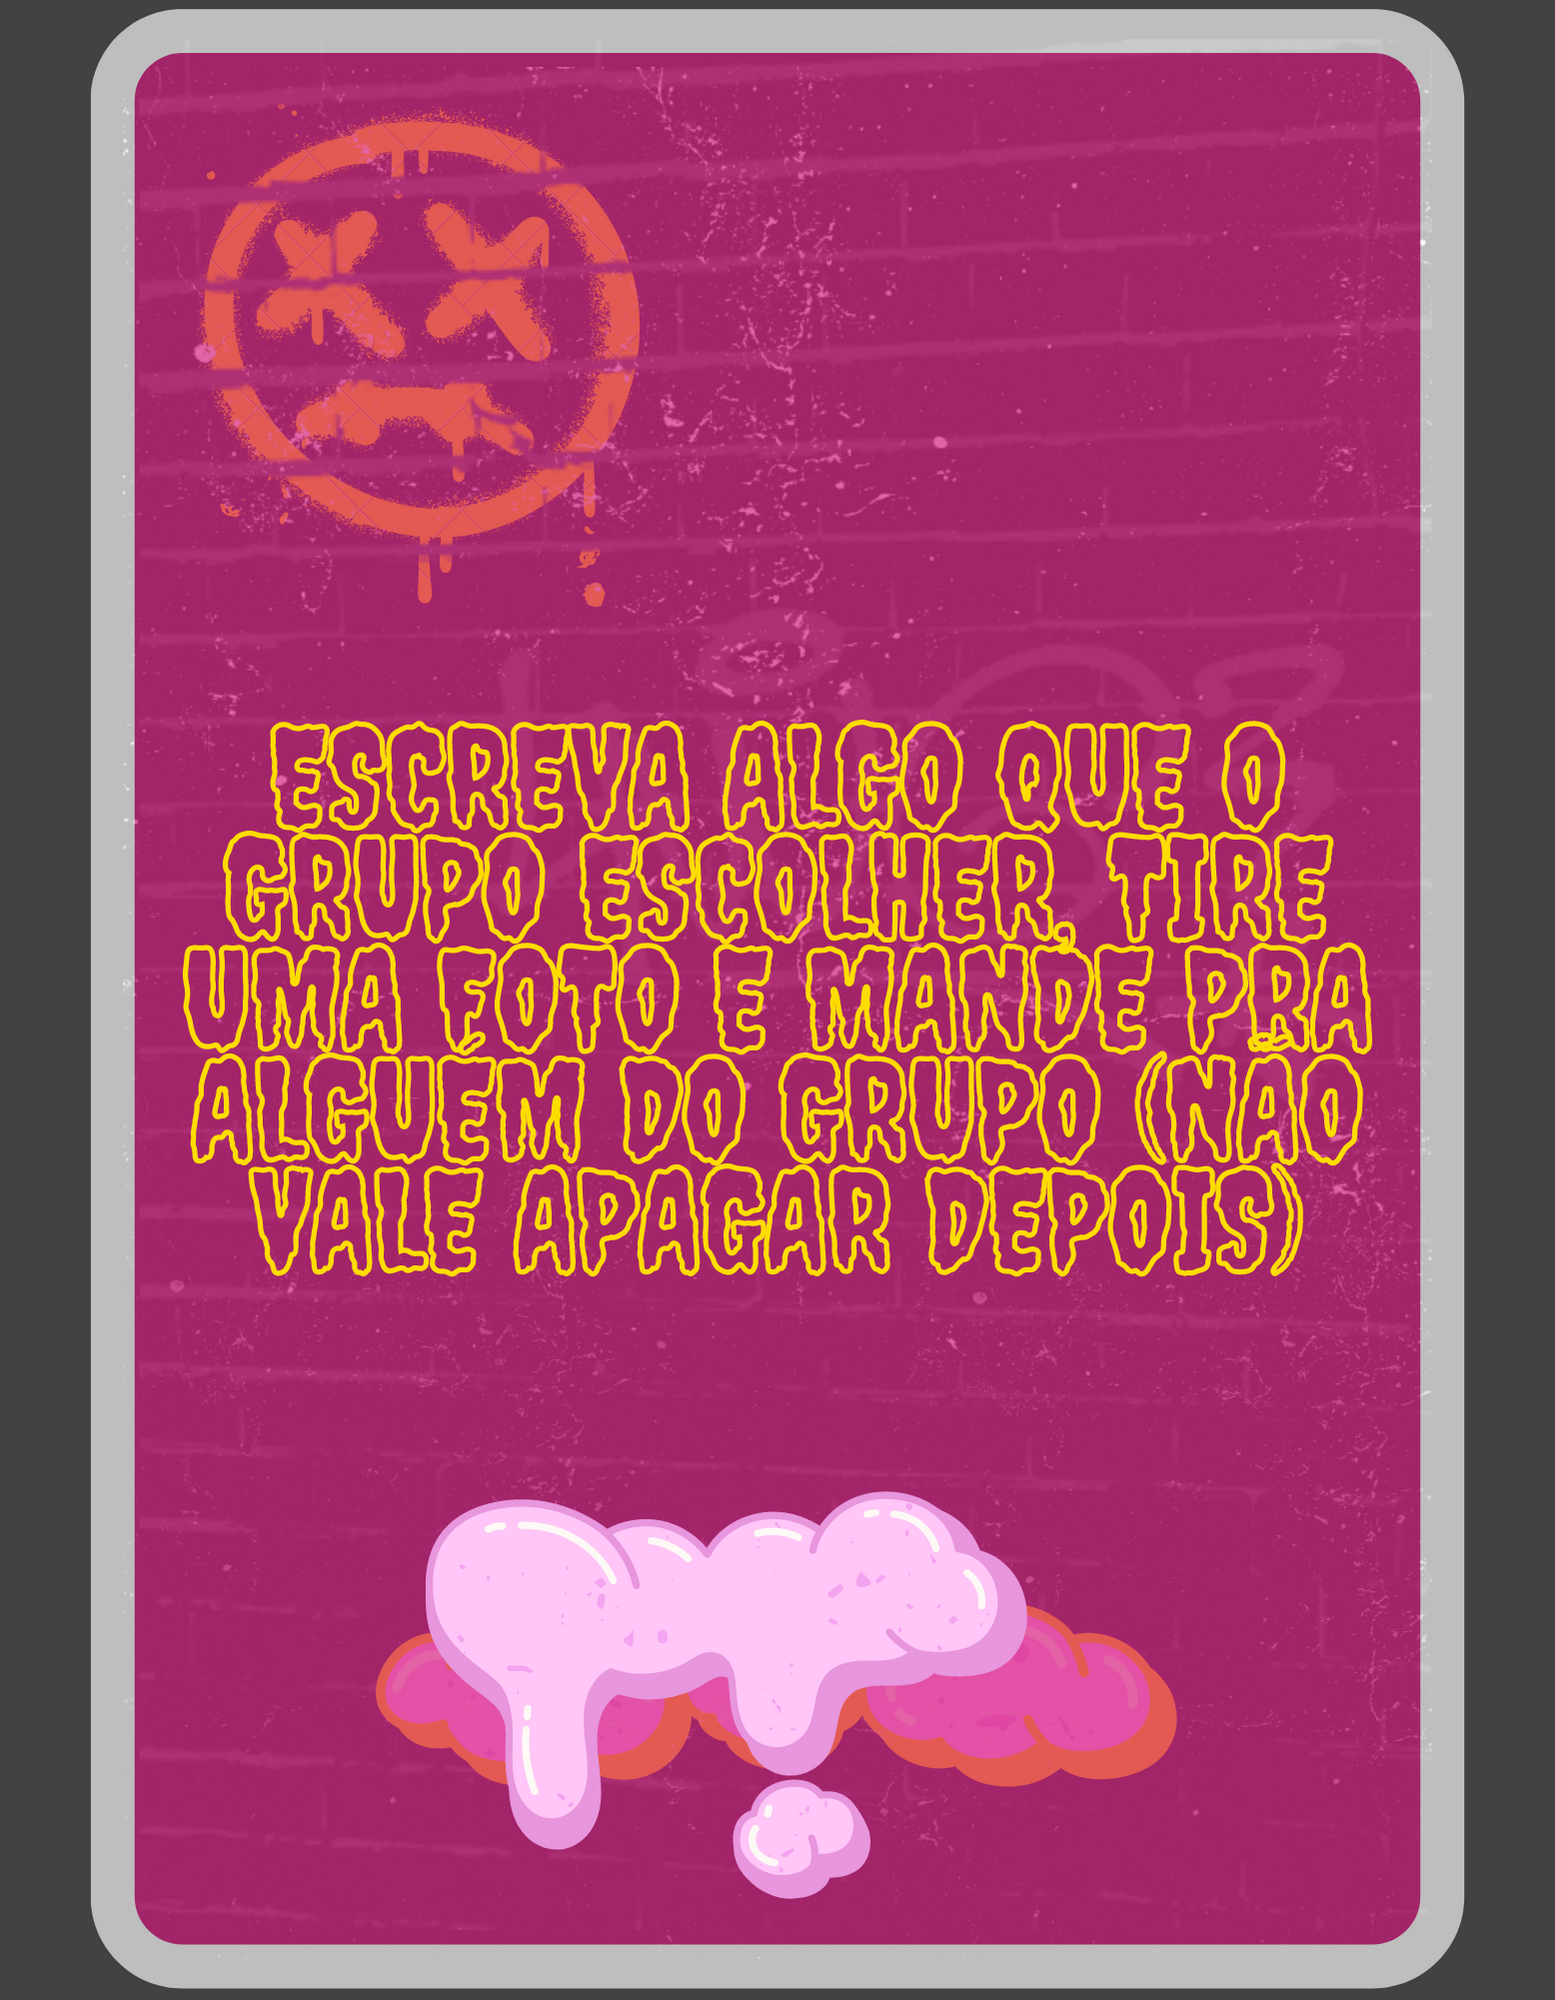 ESCREVA ALGO QUE O
GRUPO ESCOLHER, TIRE
UMA FOTO E MANDE PRA
ALGUÉM DO GRUPO (NÃO
VALE APAGAR DEPOIS)